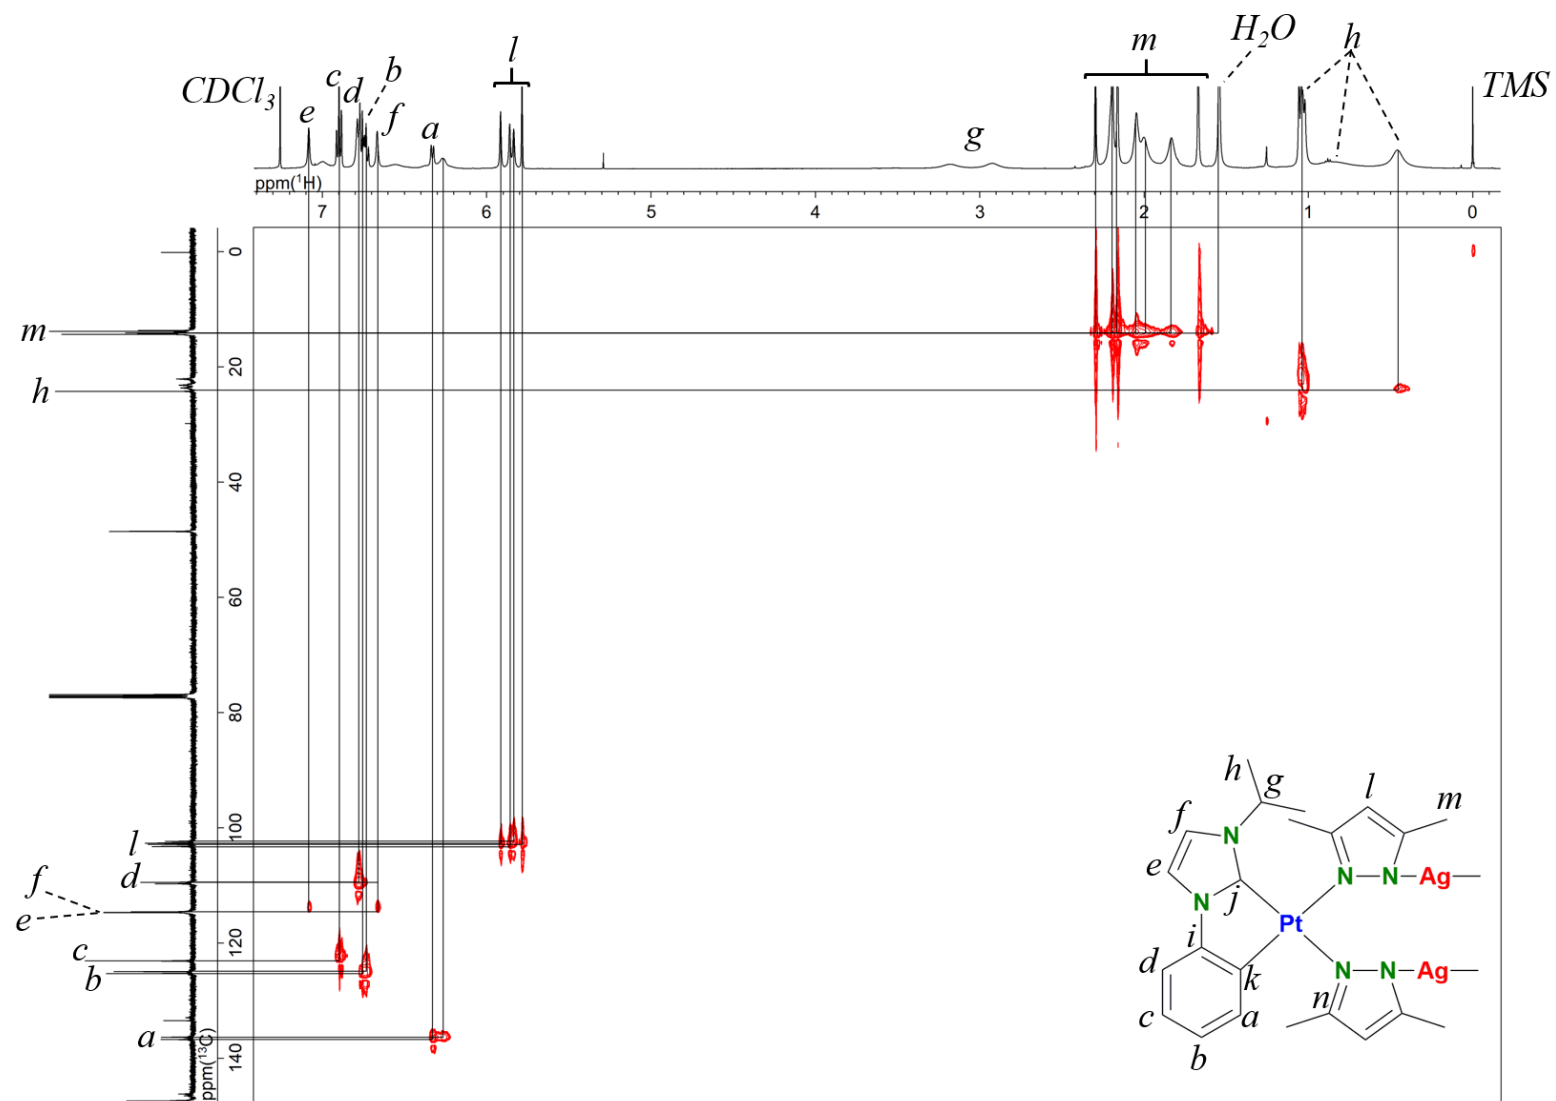 H2O
l m h
b
CDCl3 c d TMS
e f
a
g
ppm(1H)
7 6 5 4 3 2 1 0
0
m
20
h
40
60
80
100
l
d
f
e
120
c
b
a
140
ppm(13C)
h g l m
f N
e N N Ag
N j
Pt
i
d k N N Ag
n
c a
b